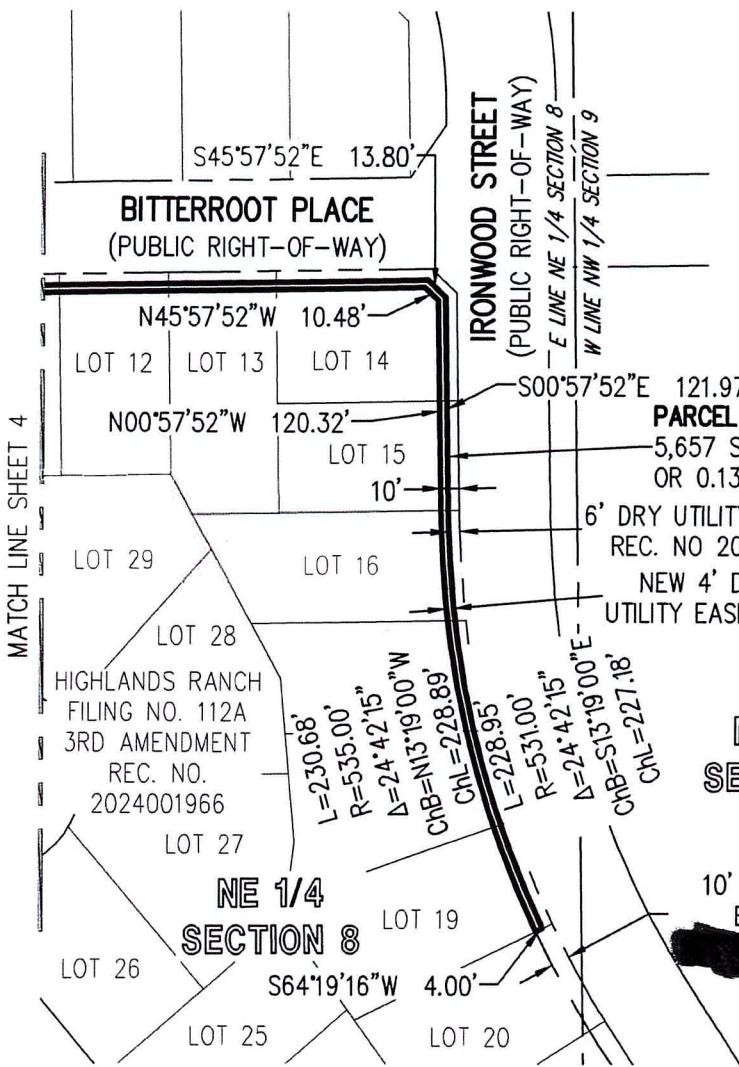 S45°57'52"E 13.80'
BITTERROOT PLACE
(PUBLIC RIGHT-OF-WAY)
IRONWOOD STREET
(PUBLIC RIGHT-OF-WAY)
E LINE NE 1/4 SECTION 8
W LINE NW 1/4 SECTION 9
N45°57'52"W 10.48'
LOT 12
LOT 13
LOT 14
S00°57'52"E 121.97
N00°57'52"W 120.32'
PARCEL
5,657 S
OR 0.13
LOT 15
10'
6' DRY UTILITY
REC. NO 20
NEW 4' D
UTILITY EAS
MATCH LINE SHEET 4
LOT 29
LOT 16
LOT 28
HIGHLANDS RANCH
FILING NO. 112A
3RD AMENDMENT
REC. NO.
2024001966
L=230.68'
R=535.00'
Δ=24°42'15"
ChB=N13°19'00"W
ChL=228.89'
L=228.95'
R=531.00'
Δ=24°42'15"
ChB=S13°19'00"E
ChL=227.18'
SE
LOT 27
NE 1/4
SECTION 8
LOT 19
10'
LOT 26
S64°19'16"W 4.00'
LOT 25
LOT 20